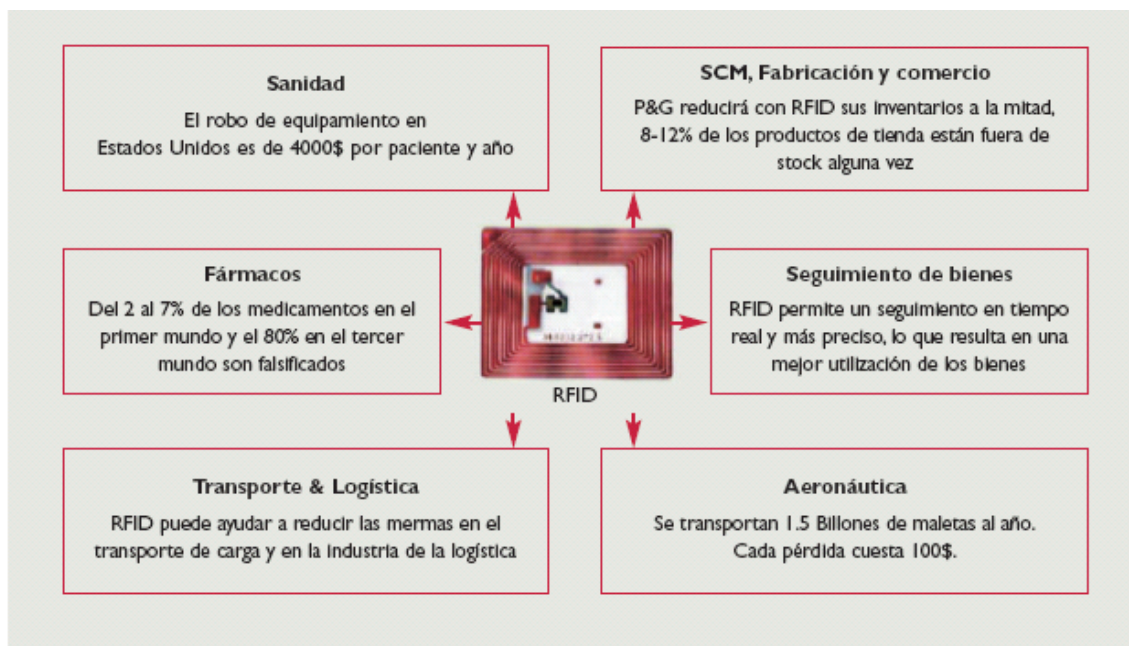 Sanidad
El robo de equipamiento en
Estados Unidos es de 4000$ por paciente y año
SCM, Fabricación y comercio
P&G reducirá con RFID sus inventarios a la mitad,
8-12% de los productos de tienda están fuera de
stock alguna vez
Fármacos
Del 2 al 7% de los medicamentos en el
primer mundo y el 80% en el tercer
mundo son falsificados
RFID
Seguimiento de bienes
RFID permite un seguimiento en tiempo
real y más preciso, lo que resulta en una
mejor utilización de los bienes
Transporte & Logística
RFID puede ayudar a reducir las mermas en el
transporte de carga y en la industria de la logística
Aeronáutica
Se transportan 1.5 Billones de maletas al año.
Cada pérdida cuesta 100$.